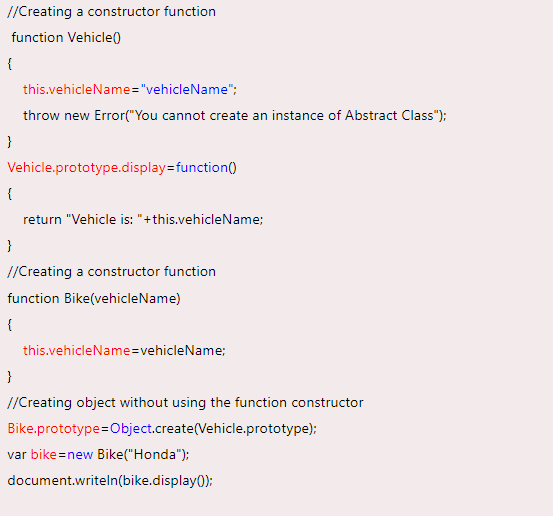 //Creating a constructor function
function Vehicle()
{
this.vehicleName="vehicleName";
throw new Error("You cannot create an instance of Abstract Class");
}
Vehicle.prototype.display=function()
{
return "Vehicle is: "+this.vehicleName;
}
//Creating a constructor function
function Bike(vehicleName)
{
this.vehicleName=vehicleName;
}
//Creating object without using the function constructor
Bike.prototype=Object.create(Vehicle.prototype);
var bike=new Bike("Honda");
document.writeln(bike.display());